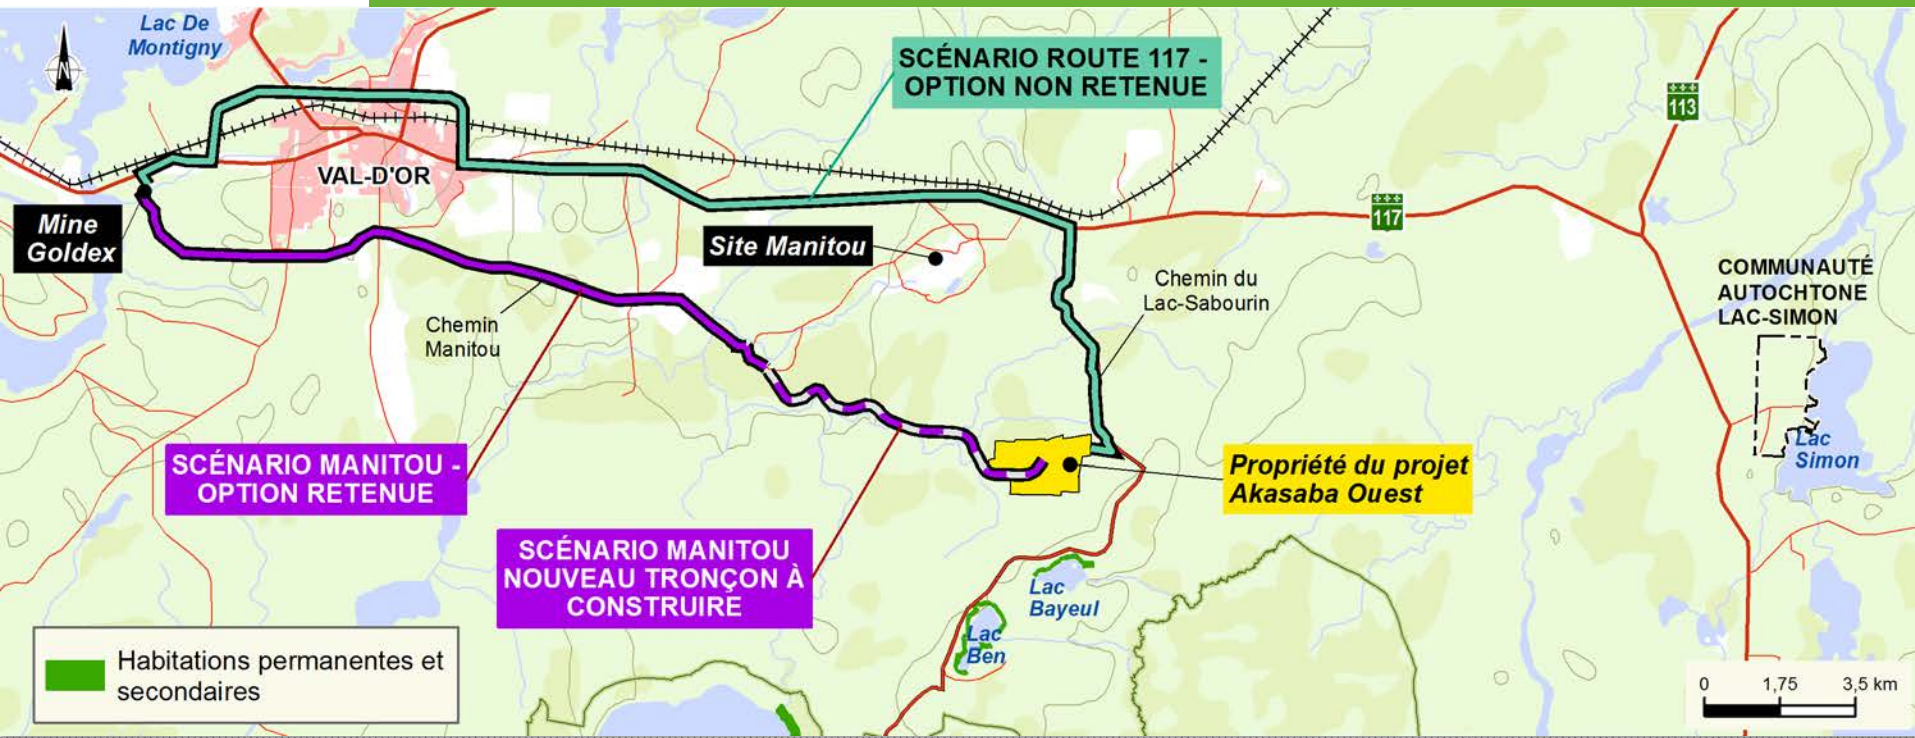 Lac De
Montigny
N
SCÉNARIO ROUTE 117 -
OPTION NON RETENUE
113
VAL-D'OR
117
Mine
Goldex
Site Manitou
Chemin du
Lac-Sabourin
COMMUNAUTÉ
AUTOCHTONE
LAC-SIMON
Chemin
Manitou
Lac
Simon
SCÉNARIO MANITOU -
OPTION RETENUE
Propriété du projet
Akasaba Ouest
SCÉNARIO MANITOU
NOUVEAU TRONÇON À
CONSTRUIRE
Lac
Bayeul
Lac
Ben
Habitations permanentes et
secondaires
0 1,75 3,5 km